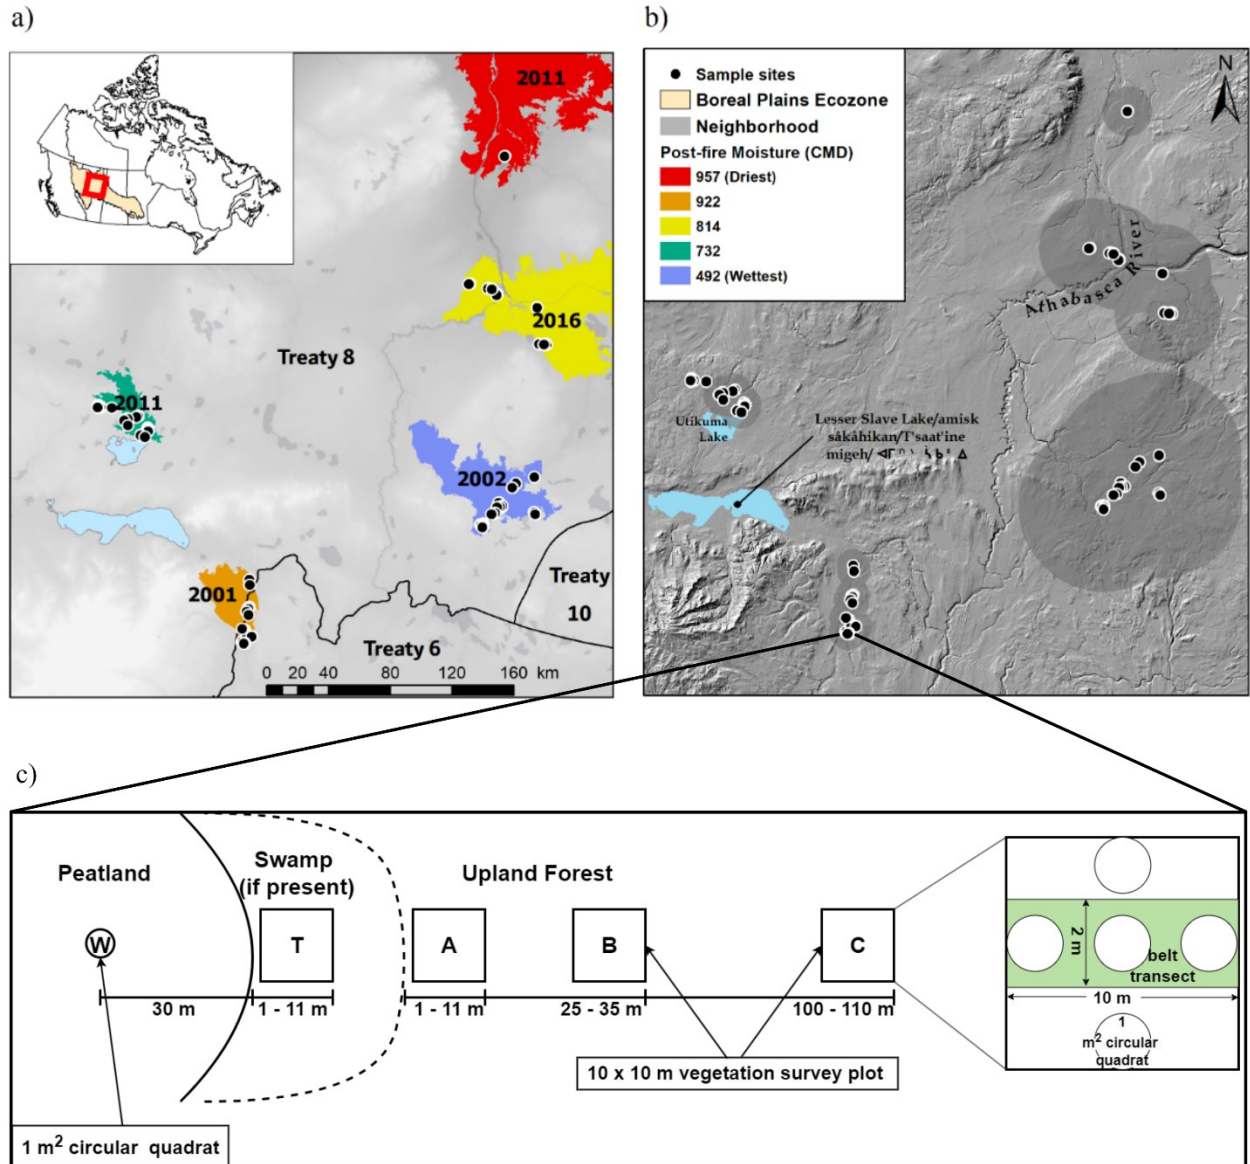 a)
2011
2016
Treaty 8
2011
2002
2001
Treaty
10
Treaty 6
0 20 40 80 120 160 km
b)
Sample sites
Boreal Plains Ecozone
Neighborhood
Post-fire Moisture (CMD)
957 (Driest)
922
814
732
492 (Wettest)
N
Athabasca River
Utikuma
Lake
Lesser Slave Lake/amisk
sâkâhikan/T'saat'ine
migeh/
c)
Peatland
Swamp
(if present)
Upland Forest
W
T
A
B
C
30 m
1 - 11 m
1 - 11 m
25 - 35 m
100 - 110 m
2 m
belt
transect
10 m
1
m² circular
quadrat
10 x 10 m vegetation survey plot
1 m² circular quadrat